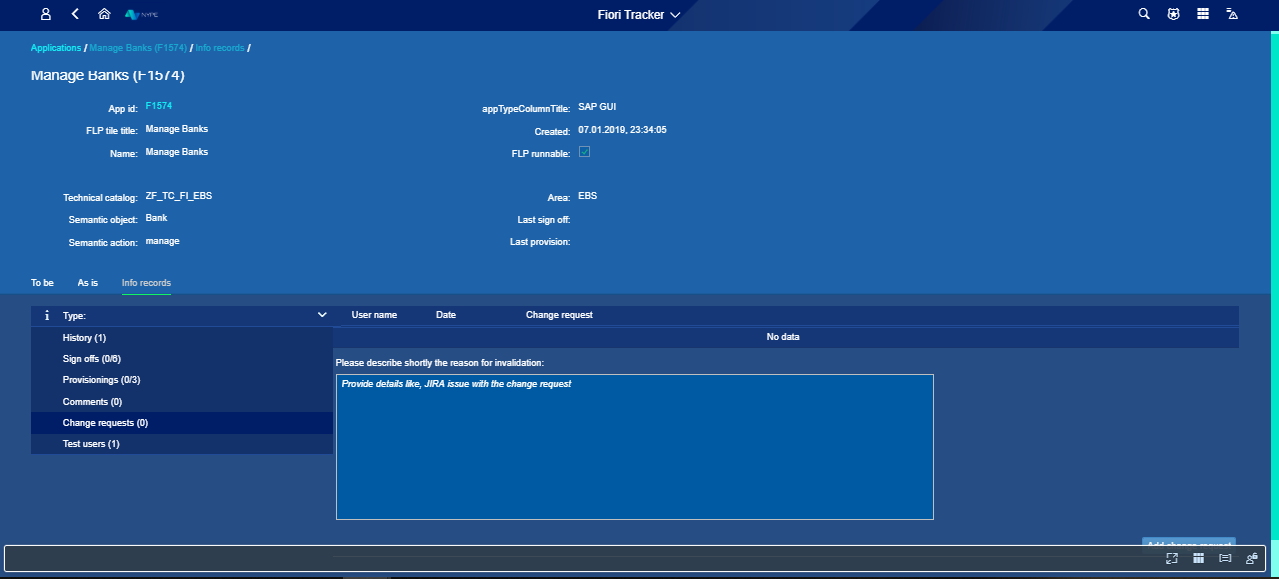 NYPE
Fiori Tracker
Applications / Manage Banks (F1574) / Info records /
Manage Banks (F1574)
App id: F1574
appTypeColumnTitle: SAP GUI
FLP tile title: Manage Banks
Created: 07.01.2019, 23:34:05
Name: Manage Banks
FLP runnable:
Technical catalog: ZF_TC_FI_EBS
Area: EBS
Semantic object: Bank
Last sign off:
Semantic action: manage
Last provision:
To be As is Info records
i Type:
User name Date Change request
History (1)
No data
Sign offs (0/6)
Provisionings (0/3)
Comments (0)
Change requests (0)
Test users (1)
Please describe shortly the reason for invalidation:
Provide details like, JIRA issue with the change request
Add change request